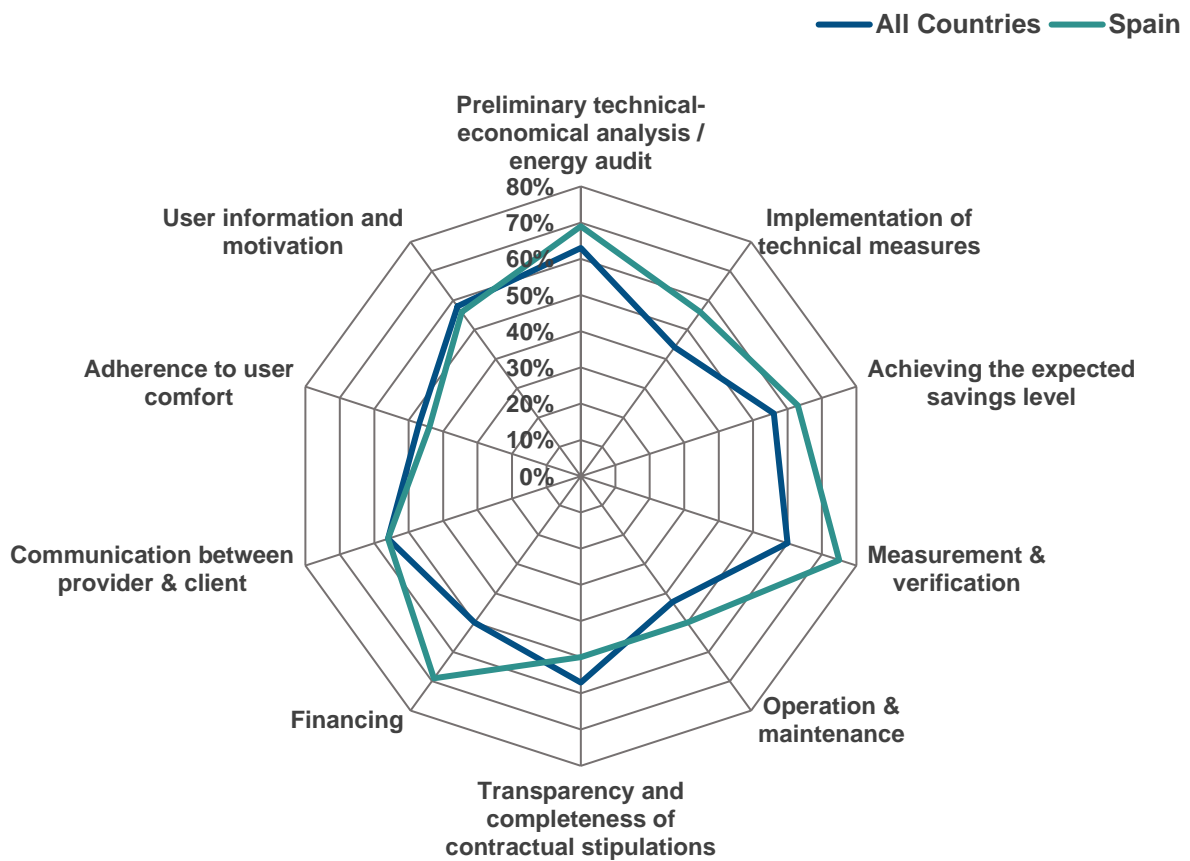 All Countries
Spain
Preliminary technical-
economical analysis /
energy audit
80%
70%
60%
50%
40%
30%
20%
10%
0%
Implementation of
technical measures
Achieving the expected
savings level
Measurement &
verification
Operation &
maintenance
Transparency and
completeness of
contractual stipulations
Financing
Communication between
provider & client
Adherence to user
comfort
User information and
motivation